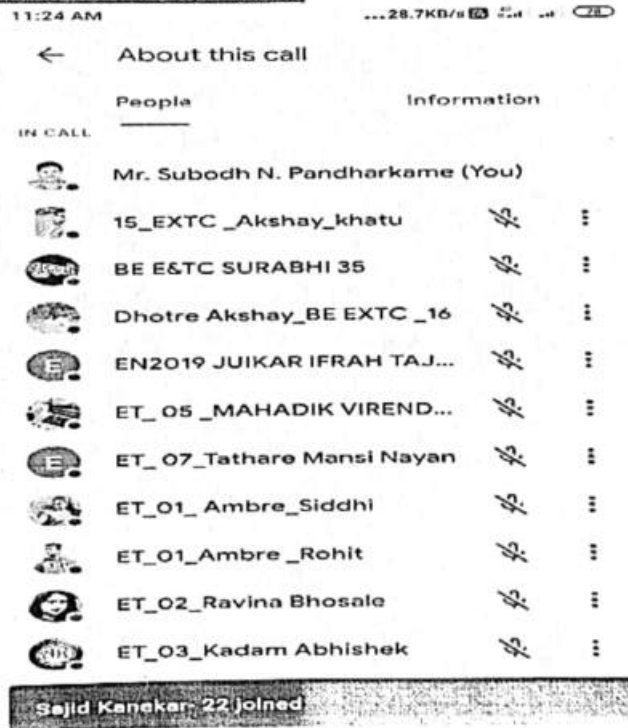 11:24 AM ...28.7KB/s 78
About this call
People Information
IN CALL
Mr. Subodh N. Pandharkame (You)
15_EXTC _Akshay_khatu
BE E&TC SURABHI 35
Dhotre Akshay_BE EXTC _16
E EN2019 JUIKAR IFRAH TAJ...
ET_ 05 _MAHADIK VIREND...
E ET_ 07_Tathare Mansi Nayan
ET_01_ Ambre_Siddhi
ET_01_Ambre _Rohit
ET_02_Ravina Bhosale
ET_03_Kadam Abhishek
Sajid Kanekar- 22 joined